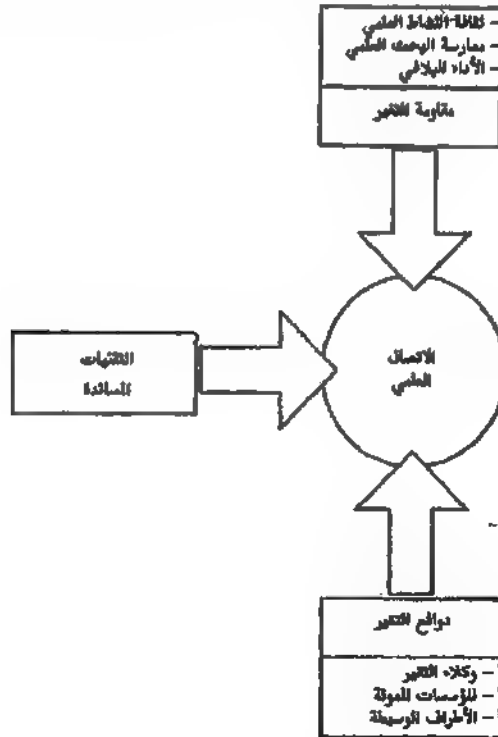 - ثقافة النشاط العلمي
- ممارسة البحث العلمي
- الأداء البلاغي
مقاومة التغير
الاتصال
العلمي
التقنيات
المساندة
دوافع التغير
- وكلاء التغير
- المؤسسات الممولة
- الأطراف الوسيطة